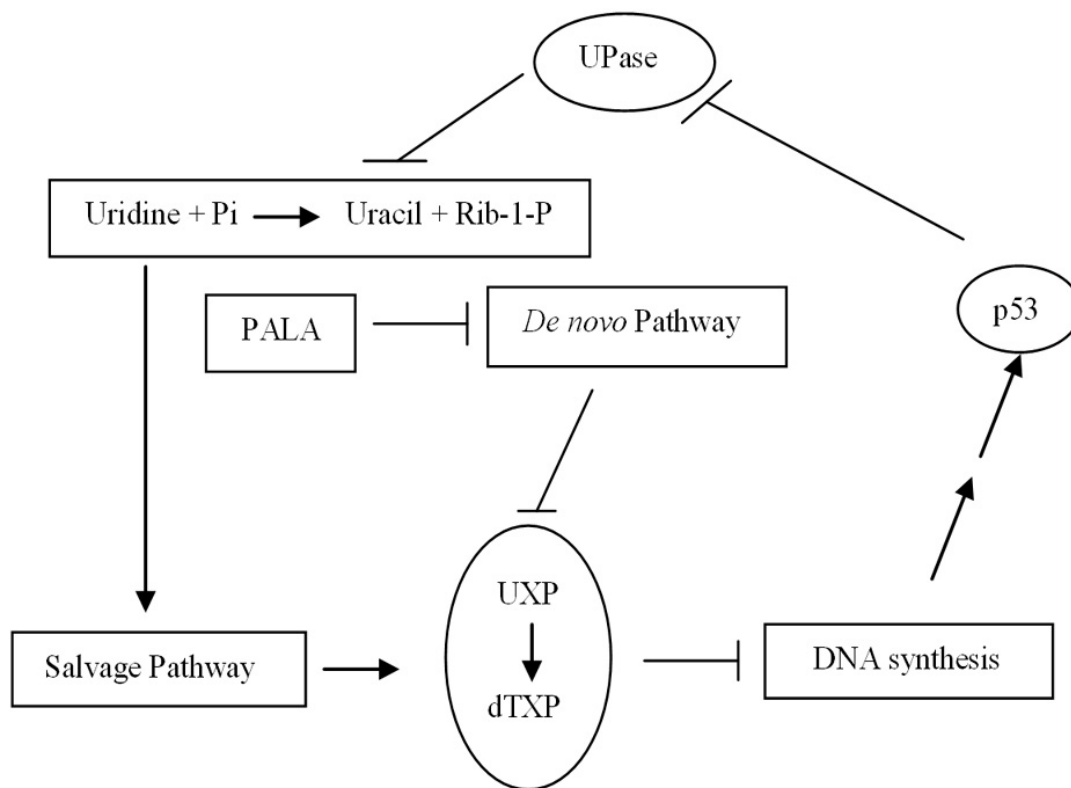 UPase
Uridine + Pi → Uracil + Rib-1-P
PALA
De novo Pathway
p53
UXP
dTXP
Salvage Pathway
DNA synthesis